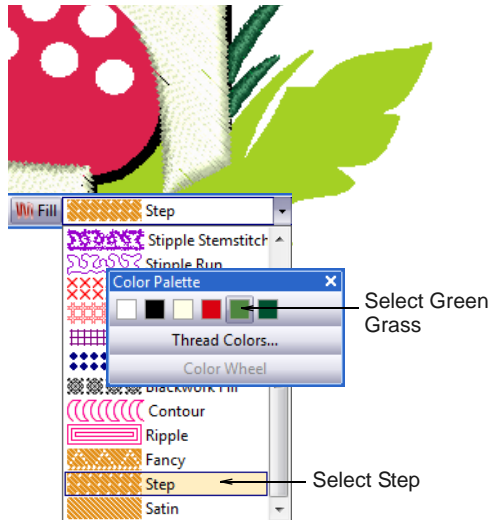 Fill
Step
Stipple Stemstitch
Stipple Run
Color Palette
Select Green
Grass
Thread Colors...
Color Wheel
Blackwork Fill
Contour
Ripple
Fancy
Step
Select Step
Satin